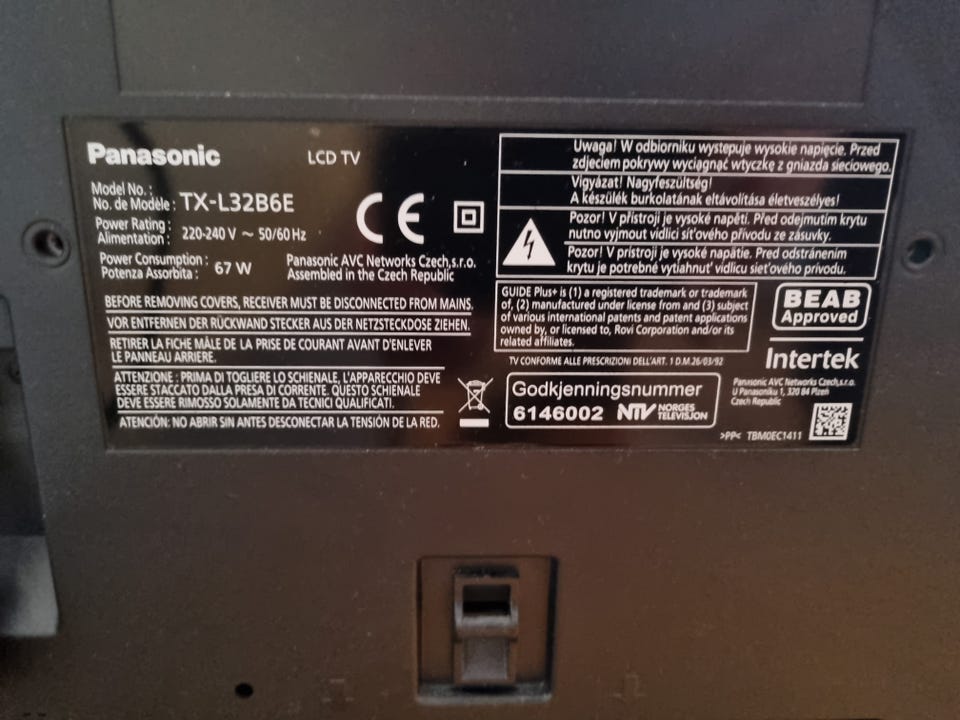 Panasonic
LCD TV
Model No. :
No. de Modèle : TX-L32B6E
Power Rating :
Alimentation : 220-240 V ~ 50/60 Hz
Power Consumption :
Potenza Assorbita : 67 W
CE
Panasonic AVC Networks Czech,s.r.o.
Assembled in the Czech Republic
BEFORE REMOVING COVERS, RECEIVER MUST BE DISCONNECTED FROM MAINS.
VOR ENTFERNEN DER RÜCKWAND STECKER AUS DER NETZSTECKDOSE ZIEHEN.
RETIRER LA FICHE MÂLE DE LA PRISE DE COURANT AVANT D'ENLEVER
LE PANNEAU ARRIERE.
ATTENZIONE : PRIMA DI TOGLIERE LO SCHIENALE, L'APPARECCHIO DEVE
ESSERE STACCATO DALLA PRESA DI CORRENTE. QUESTO SCHIENALE
DEVE ESSERE RIMOSSO SOLAMENTE DA TECNICI QUALIFICATI.
ATENCIÓN: NO ABRIR SIN ANTES DESCONECTAR LA TENSIÓN DE LA RED.
Uwaga! W odbiorniku wystepuje wysokie napięcie. Przed
zdjeciem pokrywy wyciągnąć wtyczkę z gniazda sieciowego.
Vigyázat! Nagyfeszültség!
A készülék burkolatának eltávolítása életveszélyes!
Pozor! V přístroji je vysoké napětí. Před odejmutím krytu
nutno vyjmout vidlici síťového přívodu ze zásuvky.
Pozor! V prístroji je vysoké napätie. Pred odstránením
krytu je potrebné vytiahnuť vidlicu sieťového prívodu.
GUIDE Plus+ is (1) a registered trademark or trademark
of, (2) manufactured under license from and (3) subject
of various international patents and patent applications
owned by, or licensed to, Rovi Corporation and/or its
related affiliates.
BEAB
Approved
Intertek
TV CONFORME ALLE PRESCRIZIONI DELL'ART. 1 D.M.26/03/92
Godkjenningsnummer
6146002 NTV NORGES
TELEVISJON
Panasonic AVC Networks Czech,s.r.o.
U Panasoniku 1, 320 84 Plzen
Czech Republic
>PP< TBM0EC1411